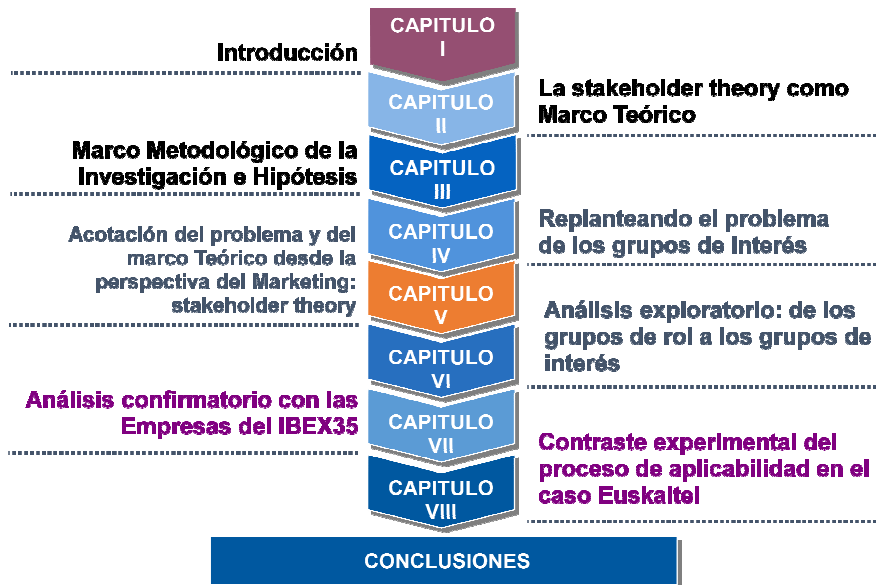 CAPITULO
I
Introducción
CAPITULO
II
La stakeholder theory como
Marco Teórico
CAPITULO
III
Marco Metodológico de la
Investigación e Hipótesis
CAPITULO
IV
Replanteando el problema
de los grupos de Interés
CAPITULO
V
Acotación del problema y del
marco Teórico desde la
perspectiva del Marketing:
stakeholder theory
CAPITULO
VI
Análisis exploratorio: de los
grupos de rol a los grupos de
interés
CAPITULO
VII
Análisis confirmatorio con las
Empresas del IBEX35
CAPITULO
VIII
Contraste experimental del
proceso de aplicabilidad en el
caso Euskaltel
CONCLUSIONES